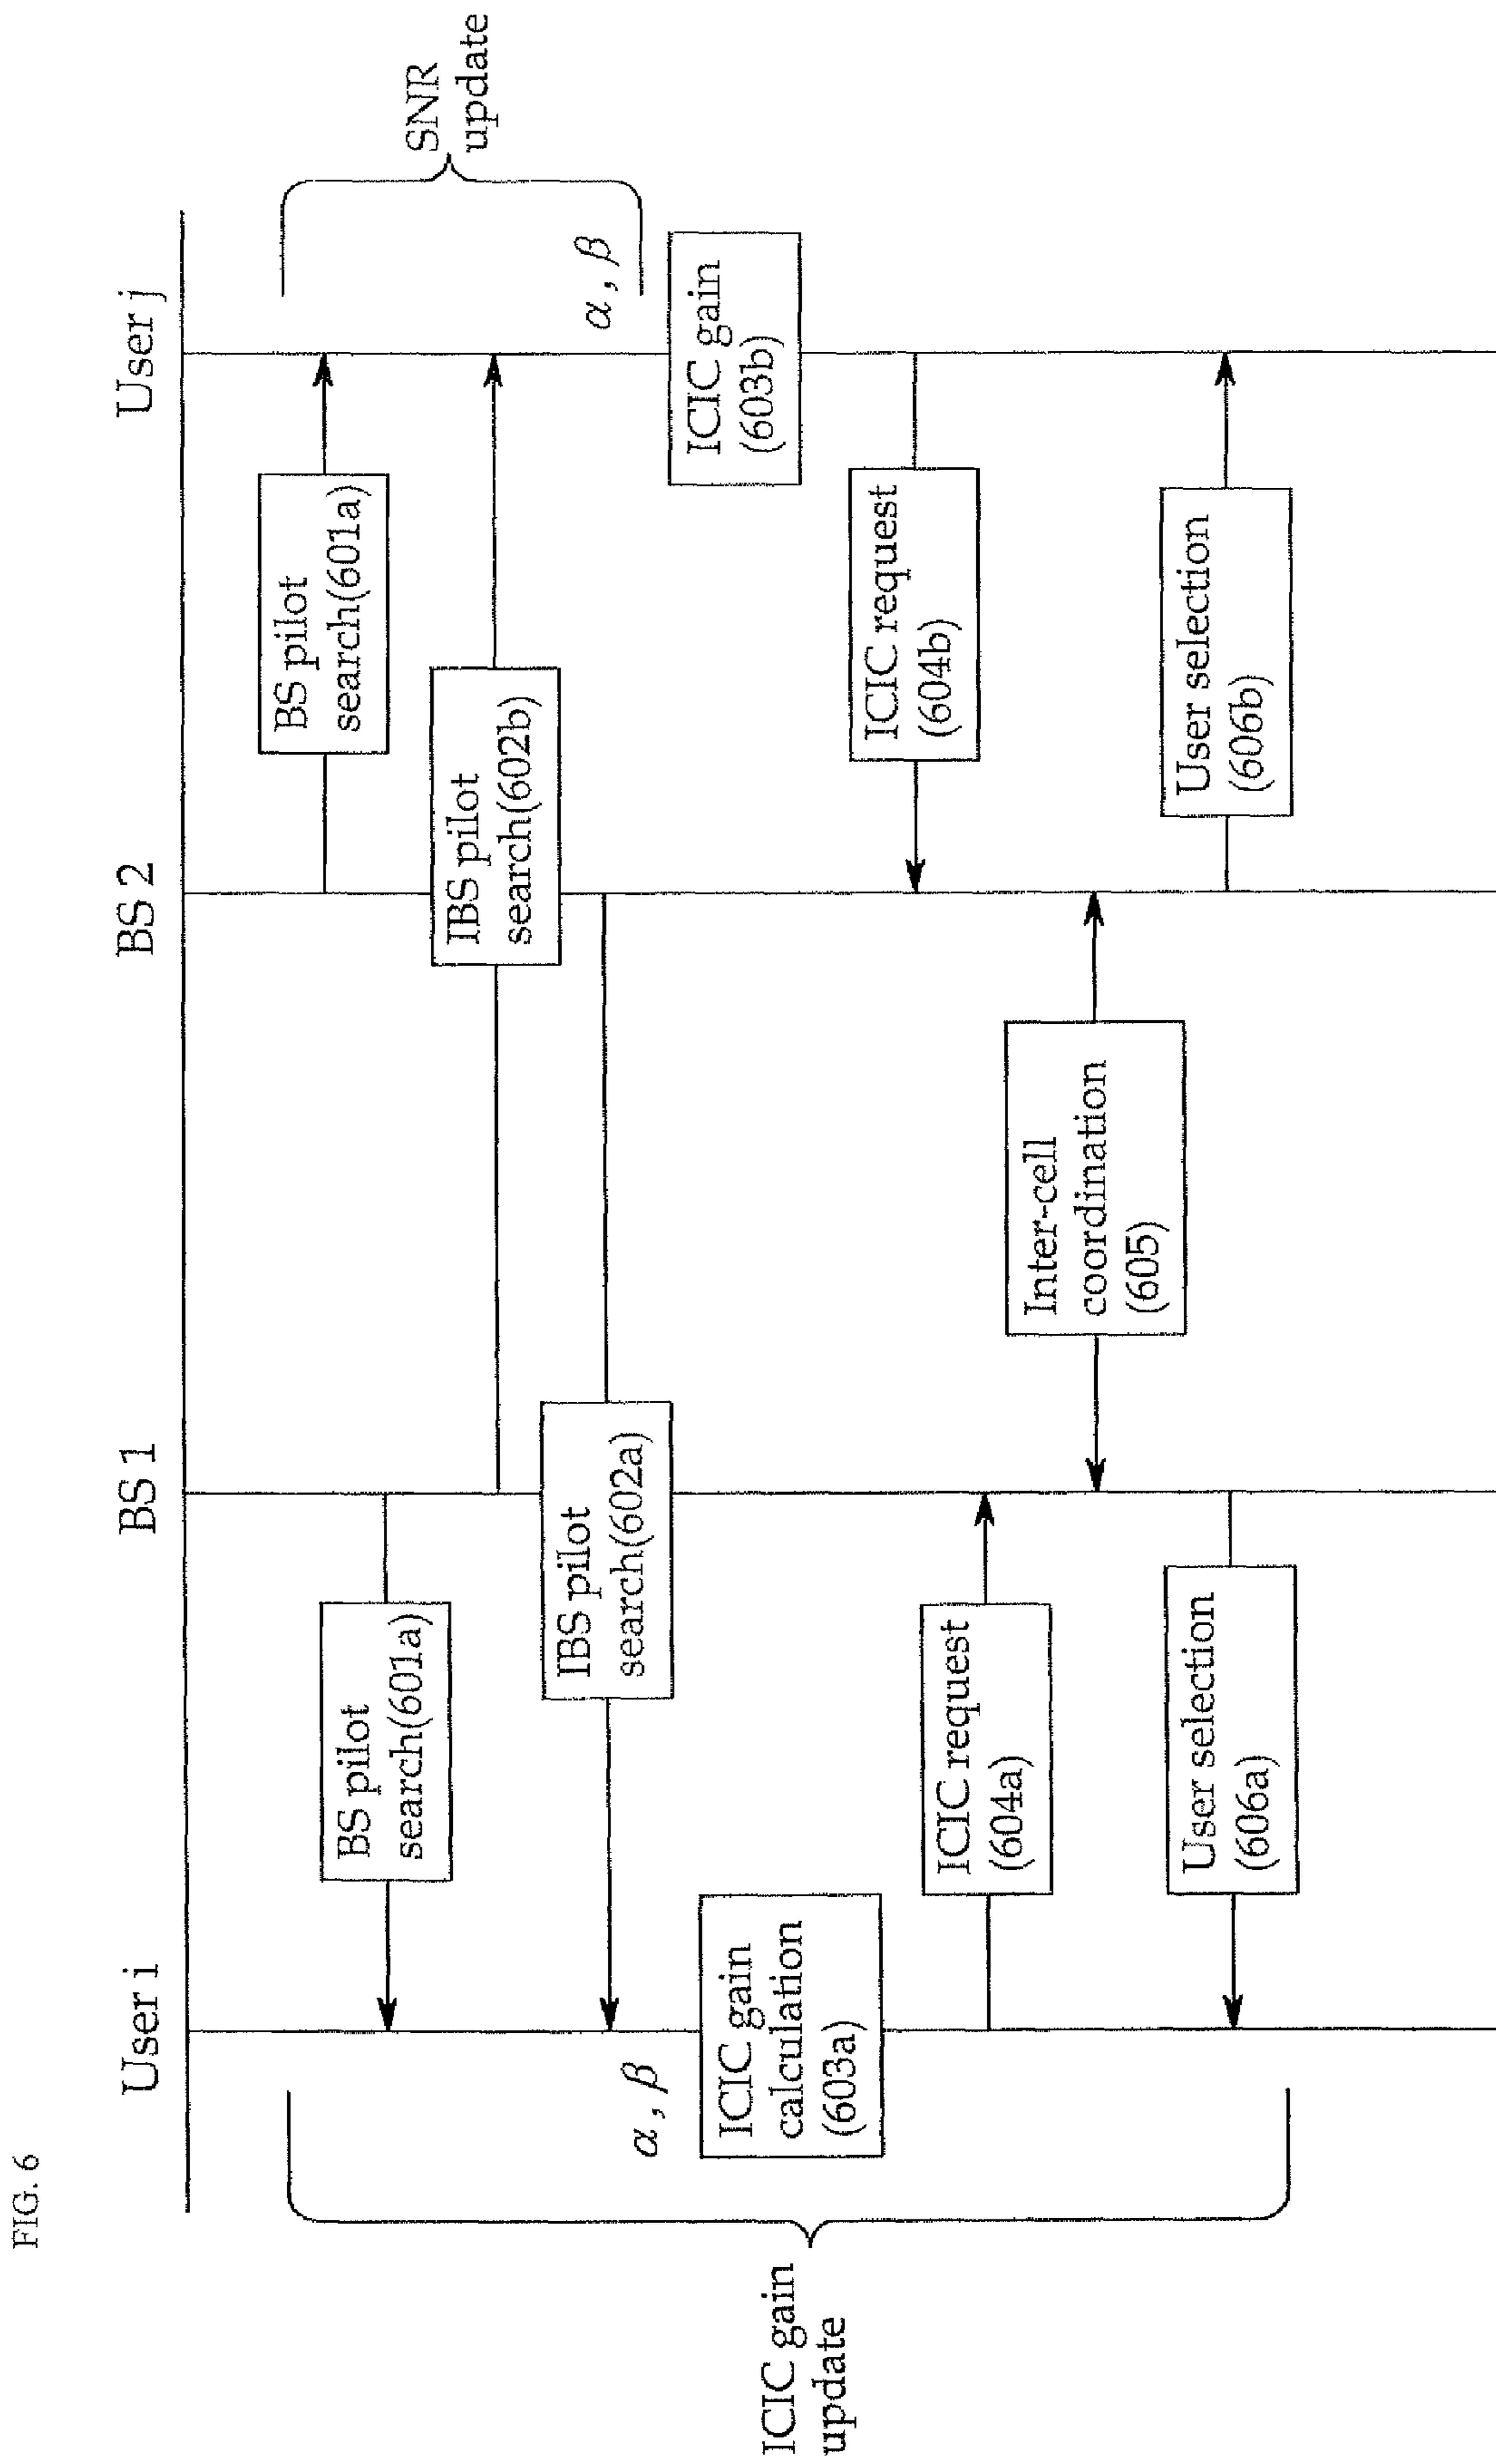 FIG. 6
User i
BS 1
BS 2
User j
BS pilot
search(601a)
BS pilot
search(601a)
IBS pilot
search(602b)
IBS pilot
search(602a)
α , β
α , β
SNR
update
ICIC gain
calculation
(603a)
ICIC gain
(603b)
ICIC gain
update
ICIC request
(604a)
ICIC request
(604b)
Inter-cell
coordination
(605)
User selection
(606a)
User selection
(606b)